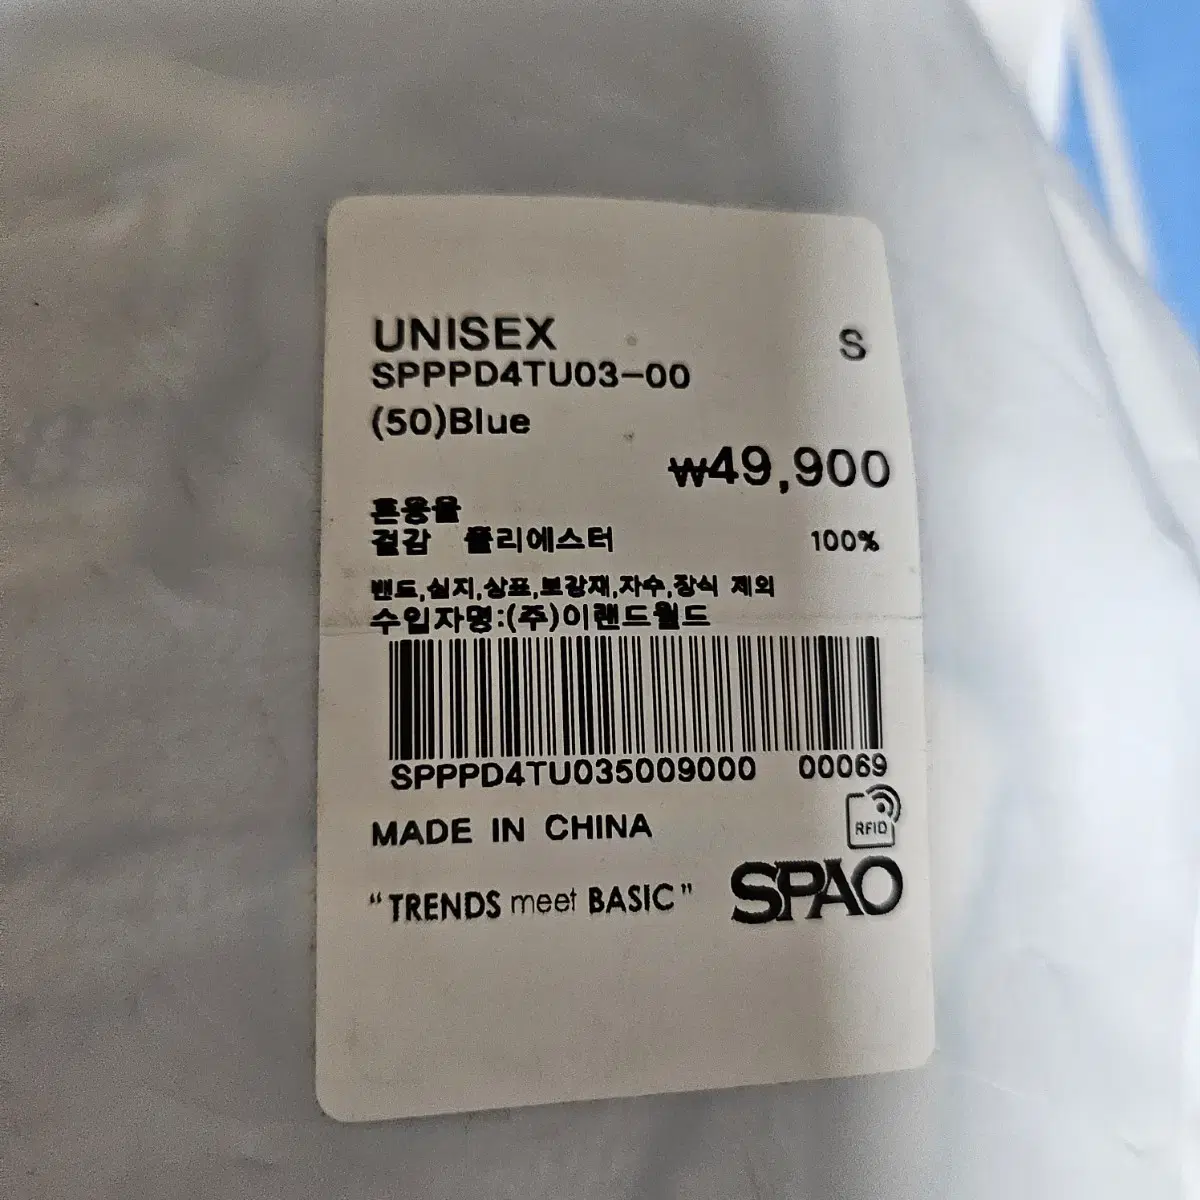 UNISEX S
SPPPD4TU03-00
(50)Blue
₩49,900
혼용율
겉감 폴리에스터 100%
밴드,실지,상표,보강재,자수,장식 제외
수입자명:(주)이랜드월드
SPPPD4TU035009000 00069
RFID
MADE IN CHINA
"TRENDS meet BASIC" SPAO